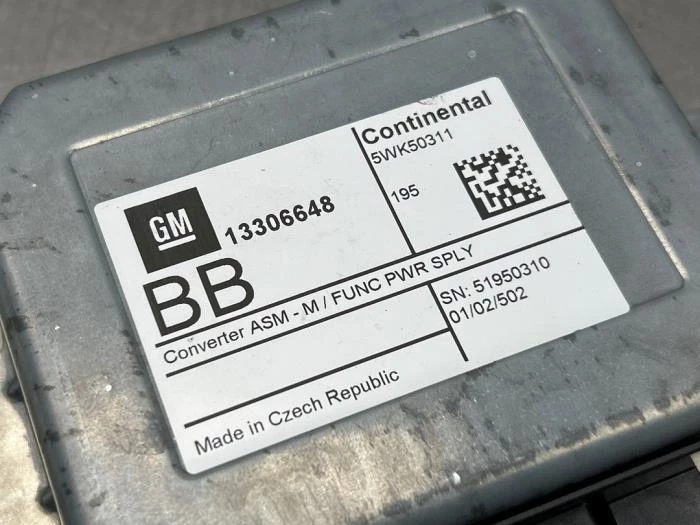 GM
13306648
BB
Continental
5WK50311
195
Converter ASM - M / FUNC PWR SPLY
SN: 51950310
01/02/502
Made in Czech Republic